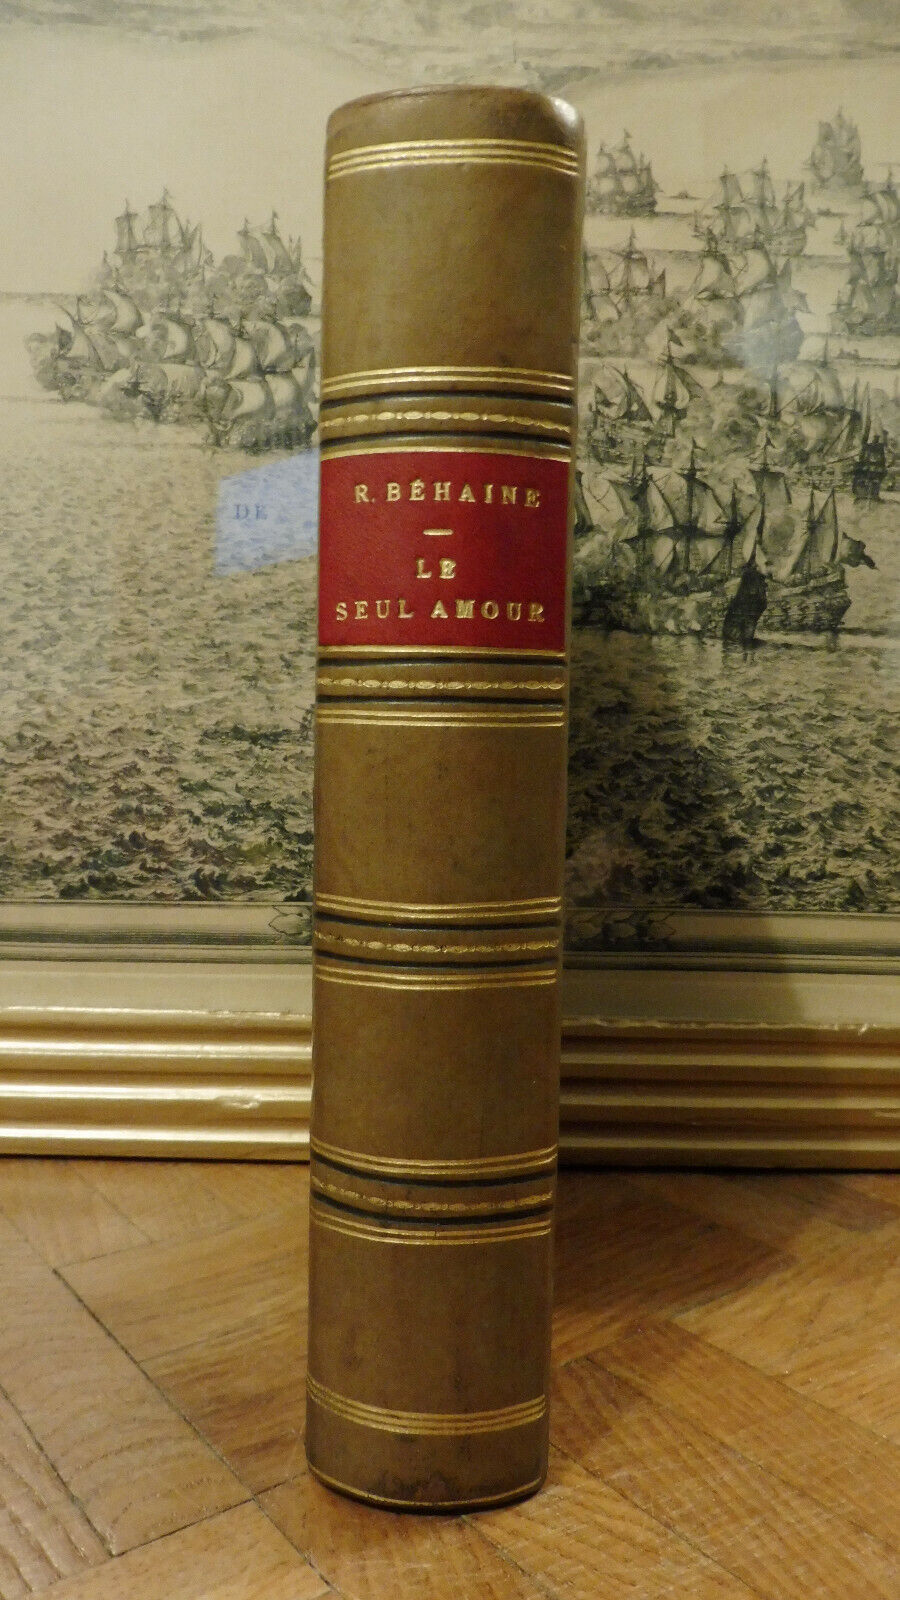 R. BÉHAINE
LE
SEUL AMOUR
DE